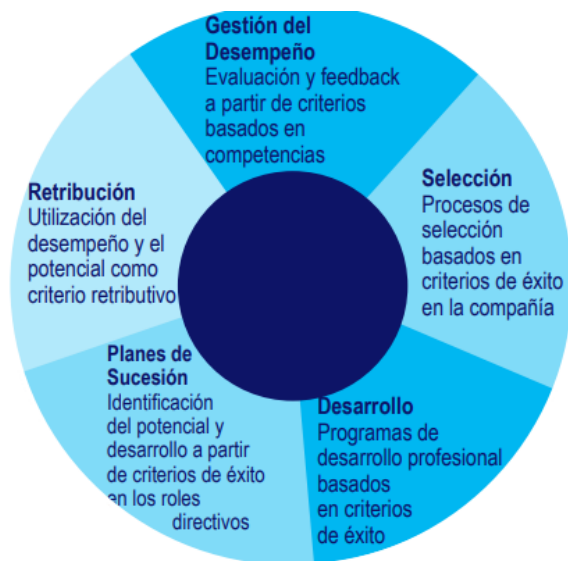 Gestión del
Desempeño
Evaluación y feedback
a partir de criterios
basados en
competencias
Selección
Procesos de
selección
basados en
criterios de éxito
en la compañía
Desarrollo
Programas de
desarrollo profesional
basados
en criterios
de éxito
Planes de
Sucesión
Identificación
del potencial y
desarrollo a partir
de criterios de éxito
en los roles
directivos
Retribución
Utilización del
desempeño y el
potencial como
criterio retributivo